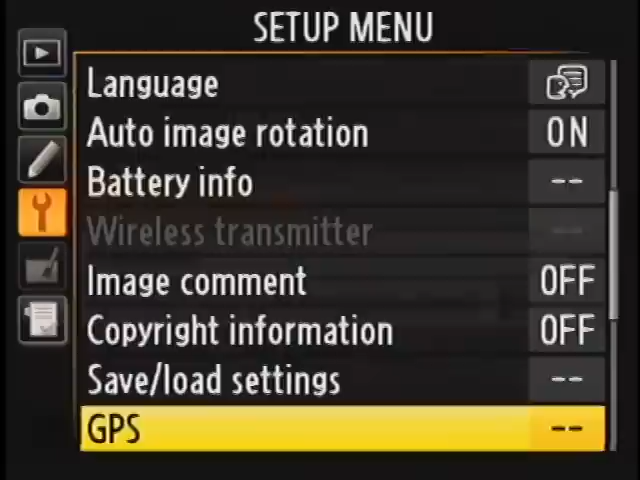 SETUP MENU
Language
Auto image rotation ON
Battery info --
Wireless transmitter --
Image comment OFF
Copyright information OFF
Save/load settings --
GPS --